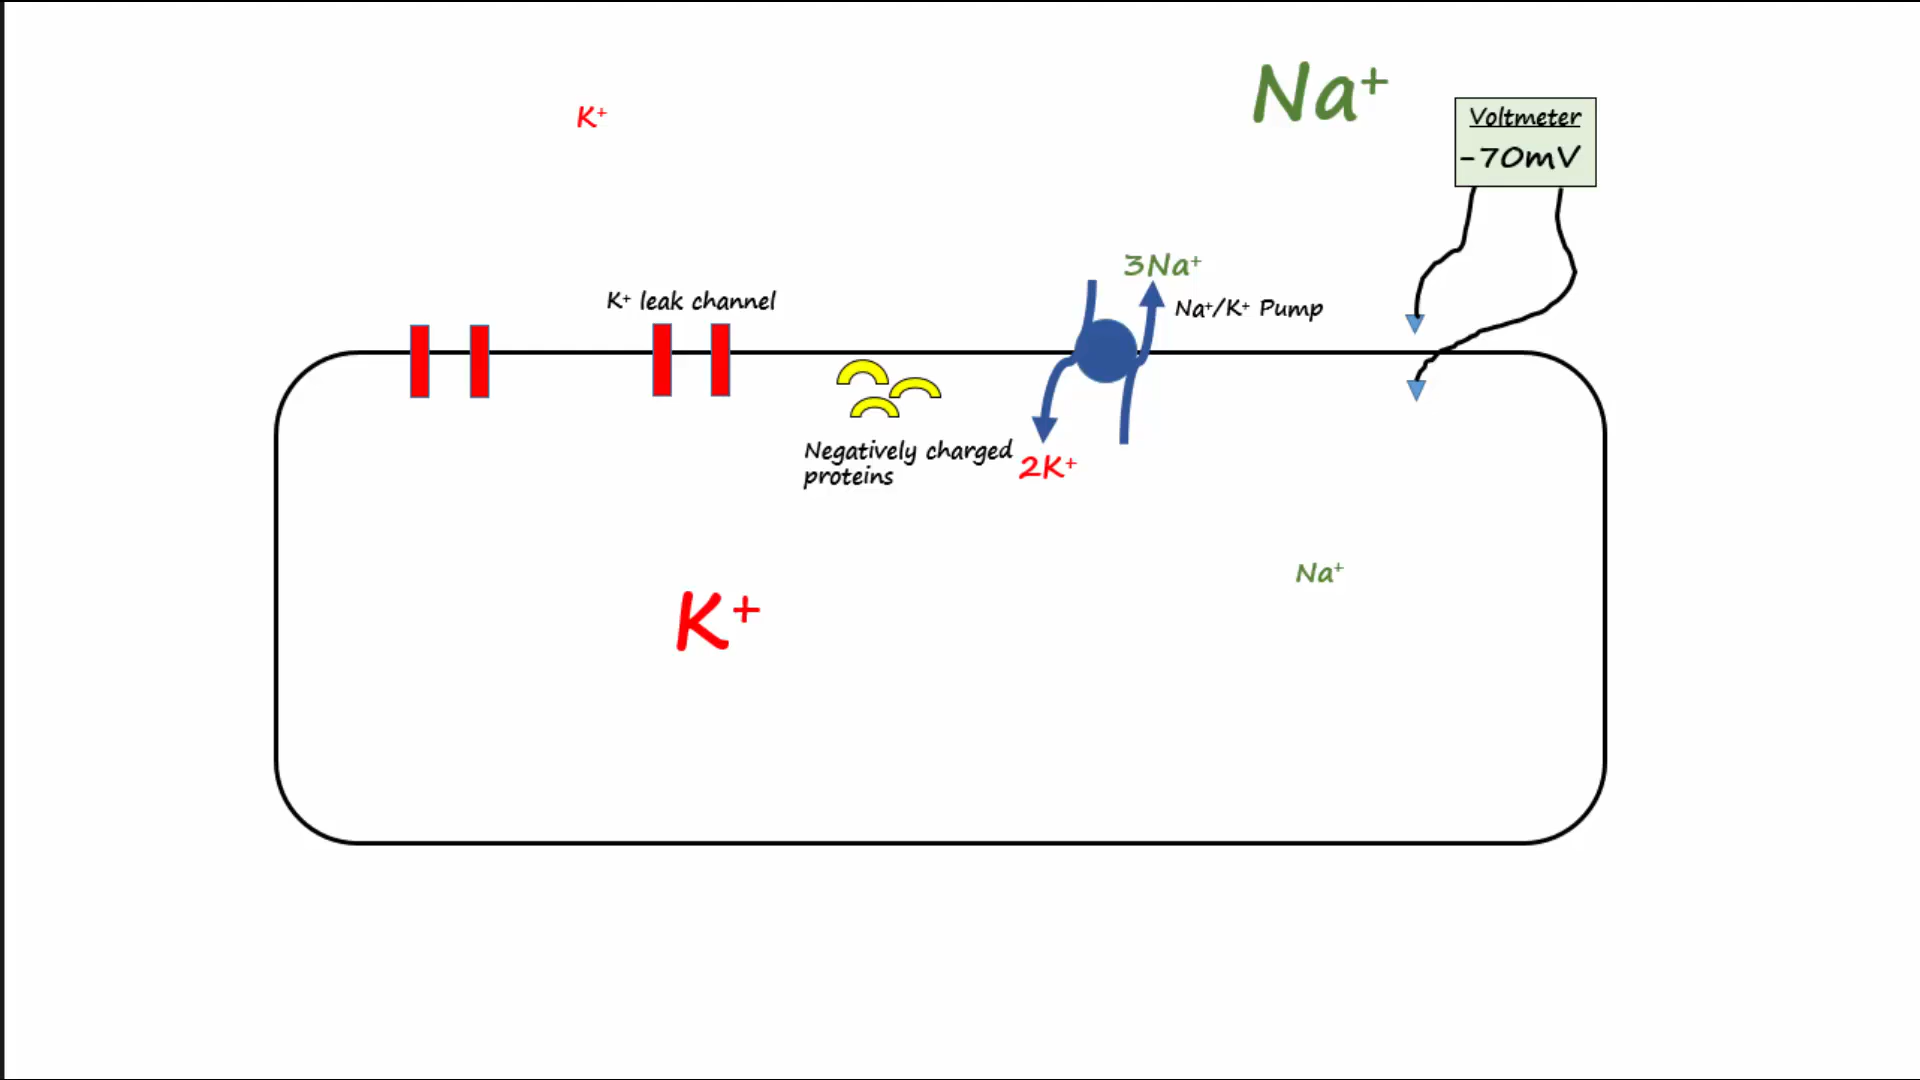 K⁺
Na⁺
Voltmeter
-70mV
3Na⁺
K⁺ leak channel
Na⁺/K⁺ Pump
Negatively charged
proteins
2K⁺
Na⁺
K⁺